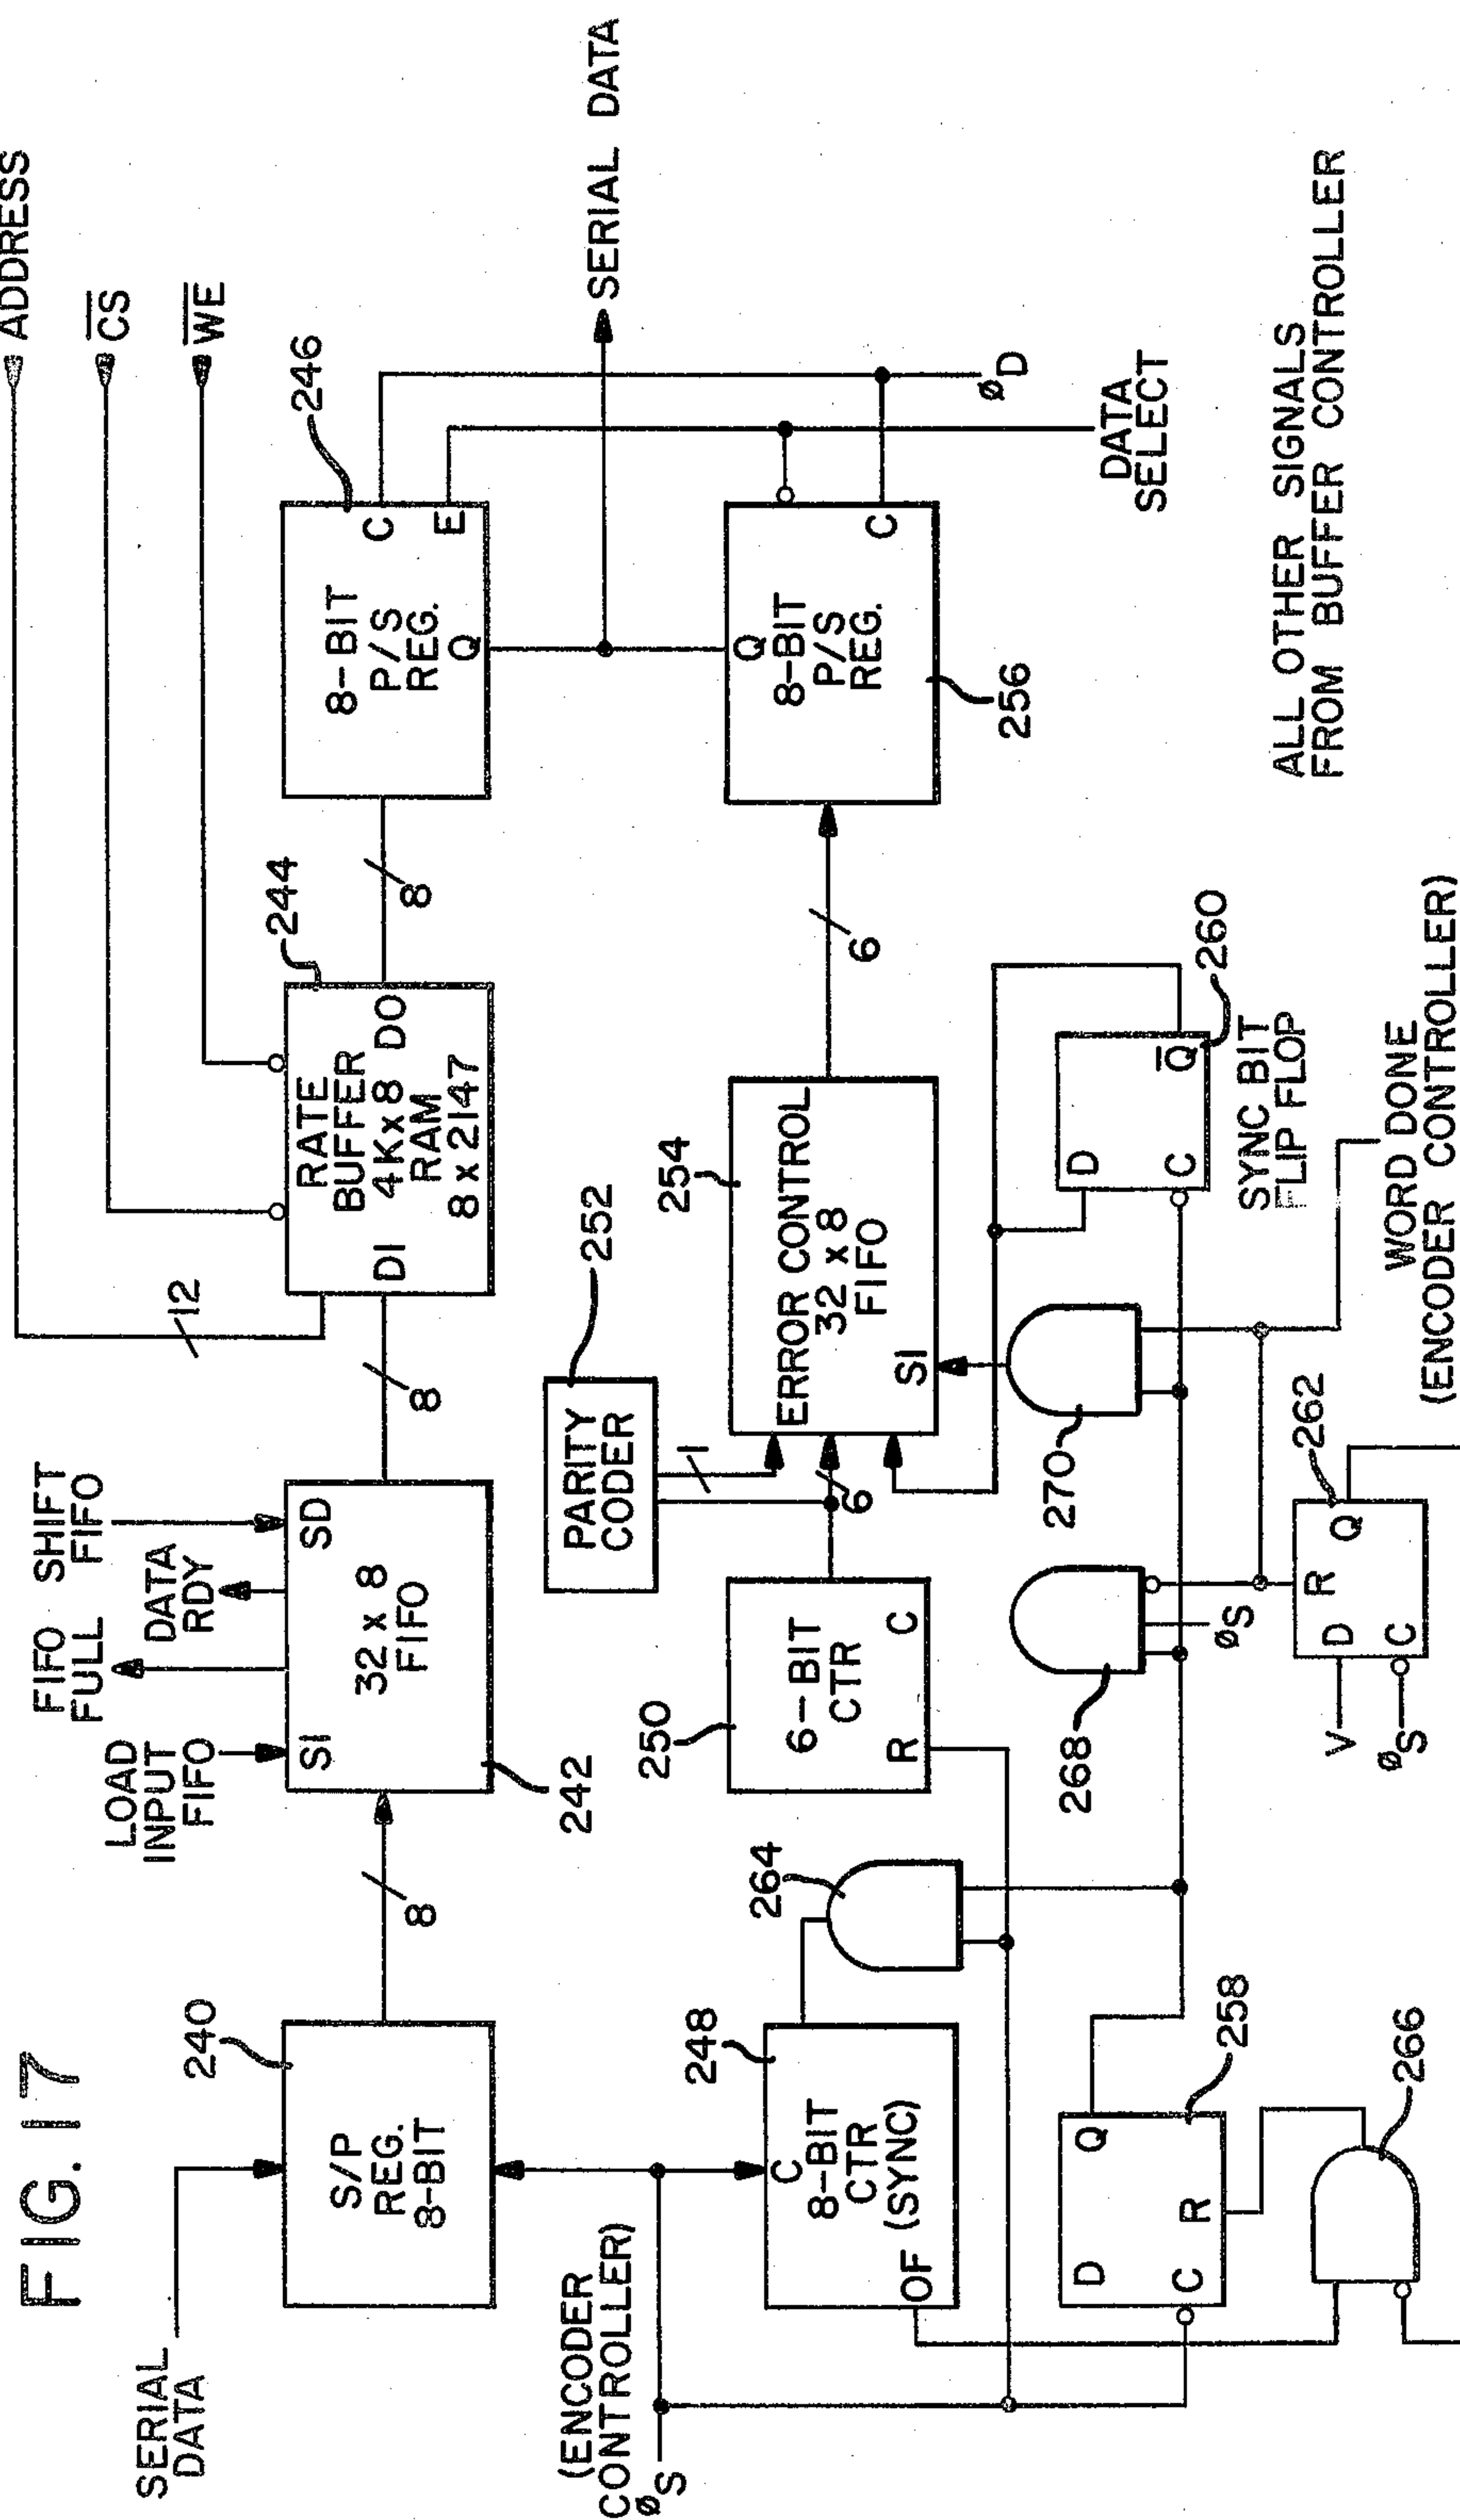 FIG. 17
ADDRESS
CS
WE
SERIAL
DATA
240
S/P
REG.
8-BIT
8
LOAD
INPUT
FIFO
FIFO
FULL
DATA
RDY
SHIFT
FIFO
SI
SD
32 x 8
FIFO
242
8
12
244
RATE
BUFFER
DI
4K x 8
DO
RAM
8 x 2147
8
246
8-BIT
P/S
REG.
C
E
Q
SERIAL DATA
(ENCODER
CONTROLLER)
øS
248
C
8-BIT
CTR
OF (SYNC)
264
250
6-BIT
CTR
R
C
PARITY
CODER
252
1
6
254
ERROR CONTROL
32 x 8
FIFO
SI
6
Q
8-BIT
P/S
REG.
C
256
øD
DATA
SELECT
D
Q
C
R
258
266
268
øS
270
D
Q
C
260
SYNC BIT
FLIP FLOP
V
øS
D
R
C
Q
262
WORD DONE
(ENCODER CONTROLLER)
ALL OTHER SIGNALS
FROM BUFFER CONTROLLER